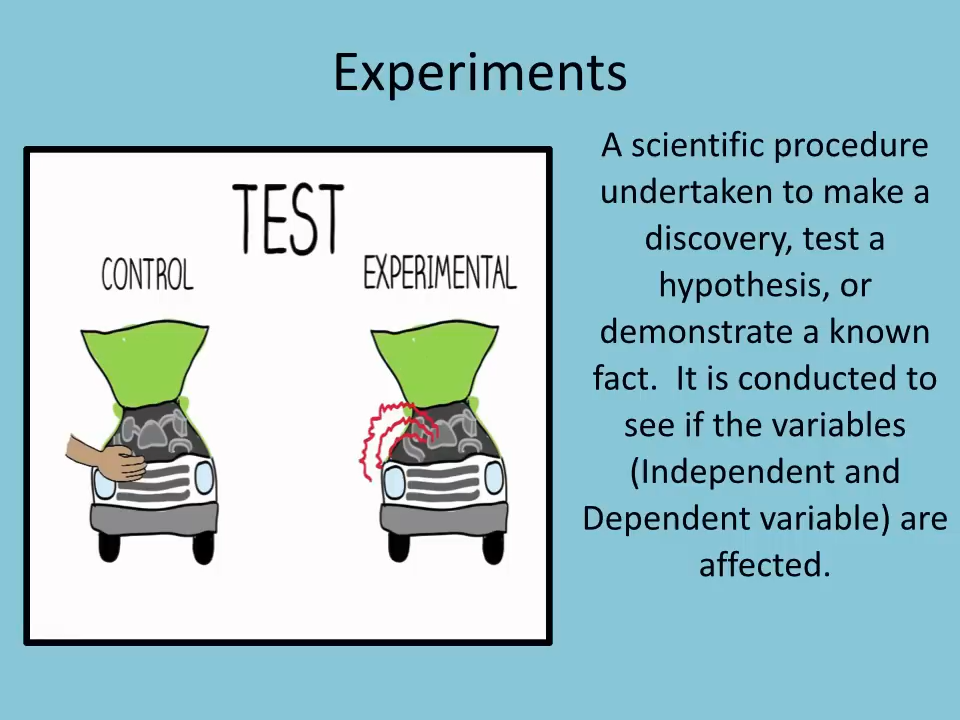 Experiments
TEST
CONTROL
EXPERIMENTAL
A scientific procedure
undertaken to make a
discovery, test a
hypothesis, or
demonstrate a known
fact.  It is conducted to
see if the variables
(Independent and
Dependent variable) are
affected.